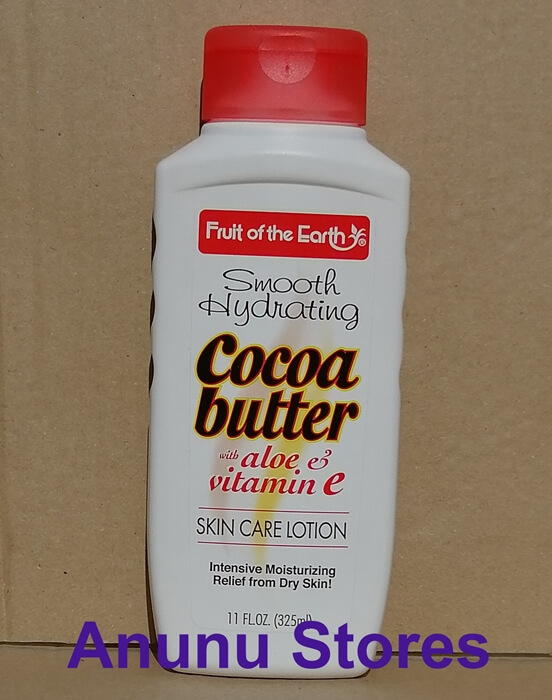 Fruit of the Earth®
Smooth
Hydrating
Cocoa
butter
with aloe &
vitamin e
SKIN CARE LOTION
Intensive Moisturizing
Relief from Dry Skin!
11 FL.OZ. (325ml)
Anunu Stores